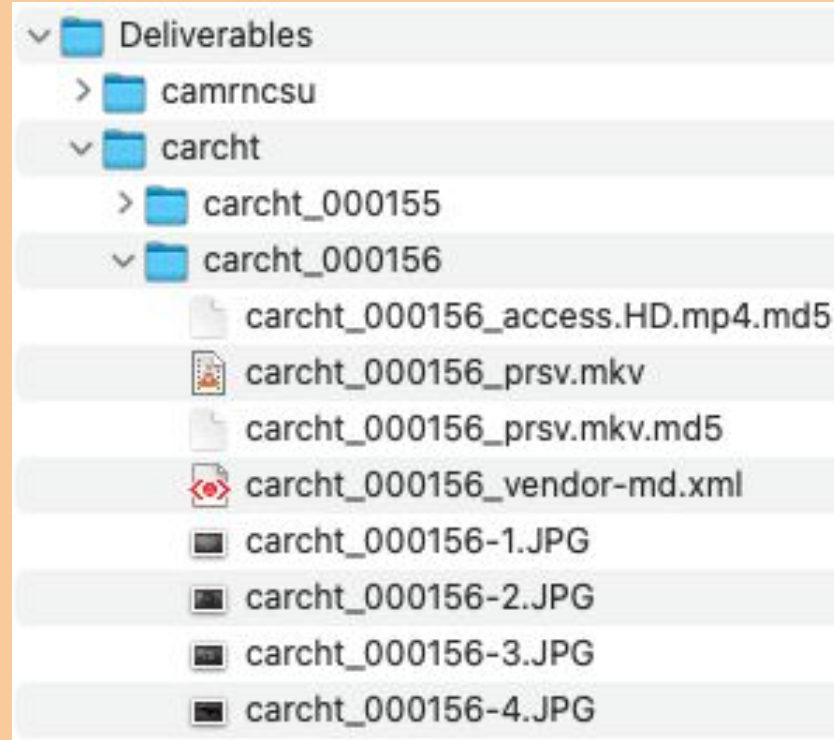 Deliverables
camrncsu
carcht
carcht_000155
carcht_000156
carcht_000156_access.HD.mp4.md5
carcht_000156_prsv.mkv
carcht_000156_prsv.mkv.md5
carcht_000156_vendor-md.xml
carcht_000156-1.JPG
carcht_000156-2.JPG
carcht_000156-3.JPG
carcht_000156-4.JPG